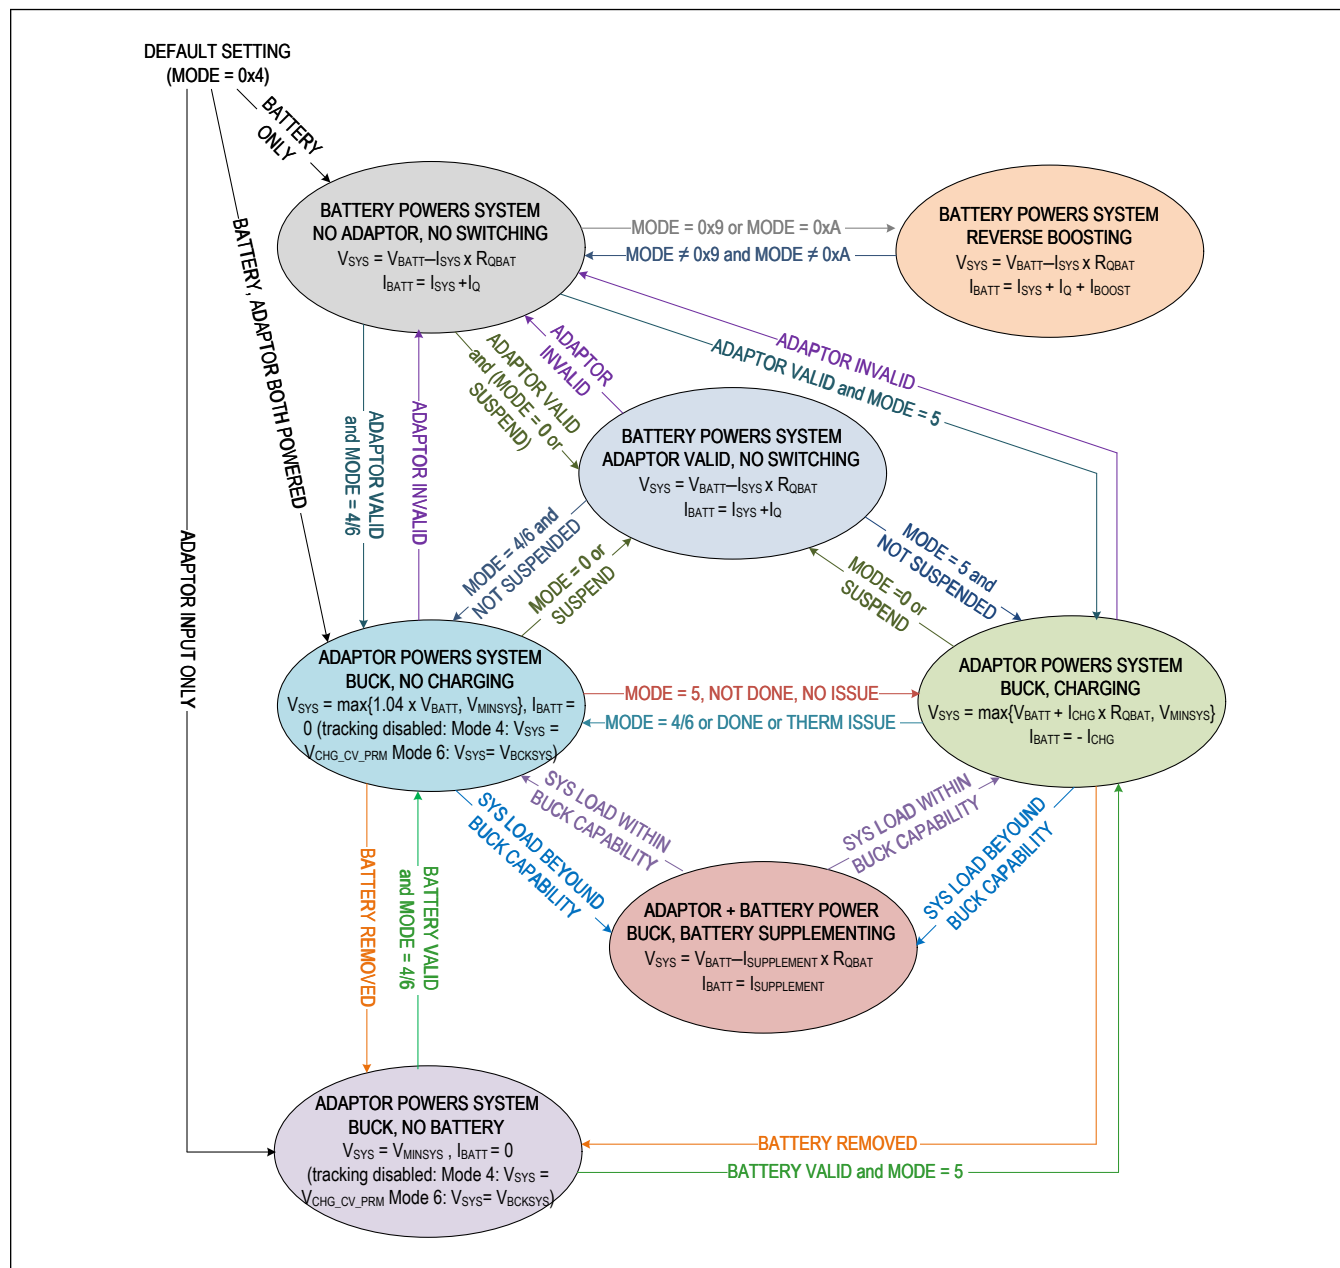 DEFAULT SETTING
(MODE = 0x4)
BATTERY
ONLY
BATTERY, ADAPTOR BOTH POWERED
ADAPTOR INPUT ONLY
BATTERY POWERS SYSTEM
NO ADAPTOR, NO SWITCHING
VSYS = VBATT–ISYS x RQBAT
IBATT = ISYS +IQ
MODE = 0x9 or MODE = 0xA
MODE ≠ 0x9 and MODE ≠ 0xA
BATTERY POWERS SYSTEM
REVERSE BOOSTING
VSYS = VBATT–ISYS x RQBAT
IBATT = ISYS + IQ + IBOOST
ADAPTOR VALID
and MODE = 4/6
ADAPTOR INVALID
ADAPTOR VALID
and (MODE = 0 or
SUSPEND)
ADAPTOR
INVALID
ADAPTOR INVALID
ADAPTOR VALID and MODE = 5
BATTERY POWERS SYSTEM
ADAPTOR VALID, NO SWITCHING
VSYS = VBATT–ISYS x RQBAT
IBATT = ISYS +IQ
MODE = 4/6 and
NOT SUSPENDED
MODE = 0 or
SUSPEND
MODE = 5 and
NOT SUSPENDED
MODE =0 or
SUSPEND
ADAPTOR POWERS SYSTEM
BUCK, NO CHARGING
VSYS = max{1.04 x VBATT, VMINSYS}, IBATT =
0 (tracking disabled: Mode 4: VSYS =
VCHG_CV_PRM Mode 6: VSYS= VBCKSYS)
MODE = 5, NOT DONE, NO ISSUE
MODE = 4/6 or DONE or THERM ISSUE
ADAPTOR POWERS SYSTEM
BUCK, CHARGING
VSYS = max{VBATT + ICHG x RQBAT, VMINSYS}
IBATT = - ICHG
SYS LOAD WITHIN
BUCK CAPABILITY
SYS LOAD BEYOUND
BUCK CAPABILITY
SYS LOAD WITHIN
BUCK CAPABILITY
SYS LOAD BEYOUND
BUCK CAPABILITY
ADAPTOR + BATTERY POWER
BUCK, BATTERY SUPPLEMENTING
VSYS = VBATT–ISUPPLEMENT x RQBAT
IBATT = ISUPPLEMENT
BATTERY REMOVED
BATTERY VALID
and MODE = 4/6
ADAPTOR POWERS SYSTEM
BUCK, NO BATTERY
VSYS = VMINSYS , IBATT = 0
(tracking disabled: Mode 4: VSYS =
VCHG_CV_PRM Mode 6: VSYS= VBCKSYS)
BATTERY REMOVED
BATTERY VALID and MODE = 5